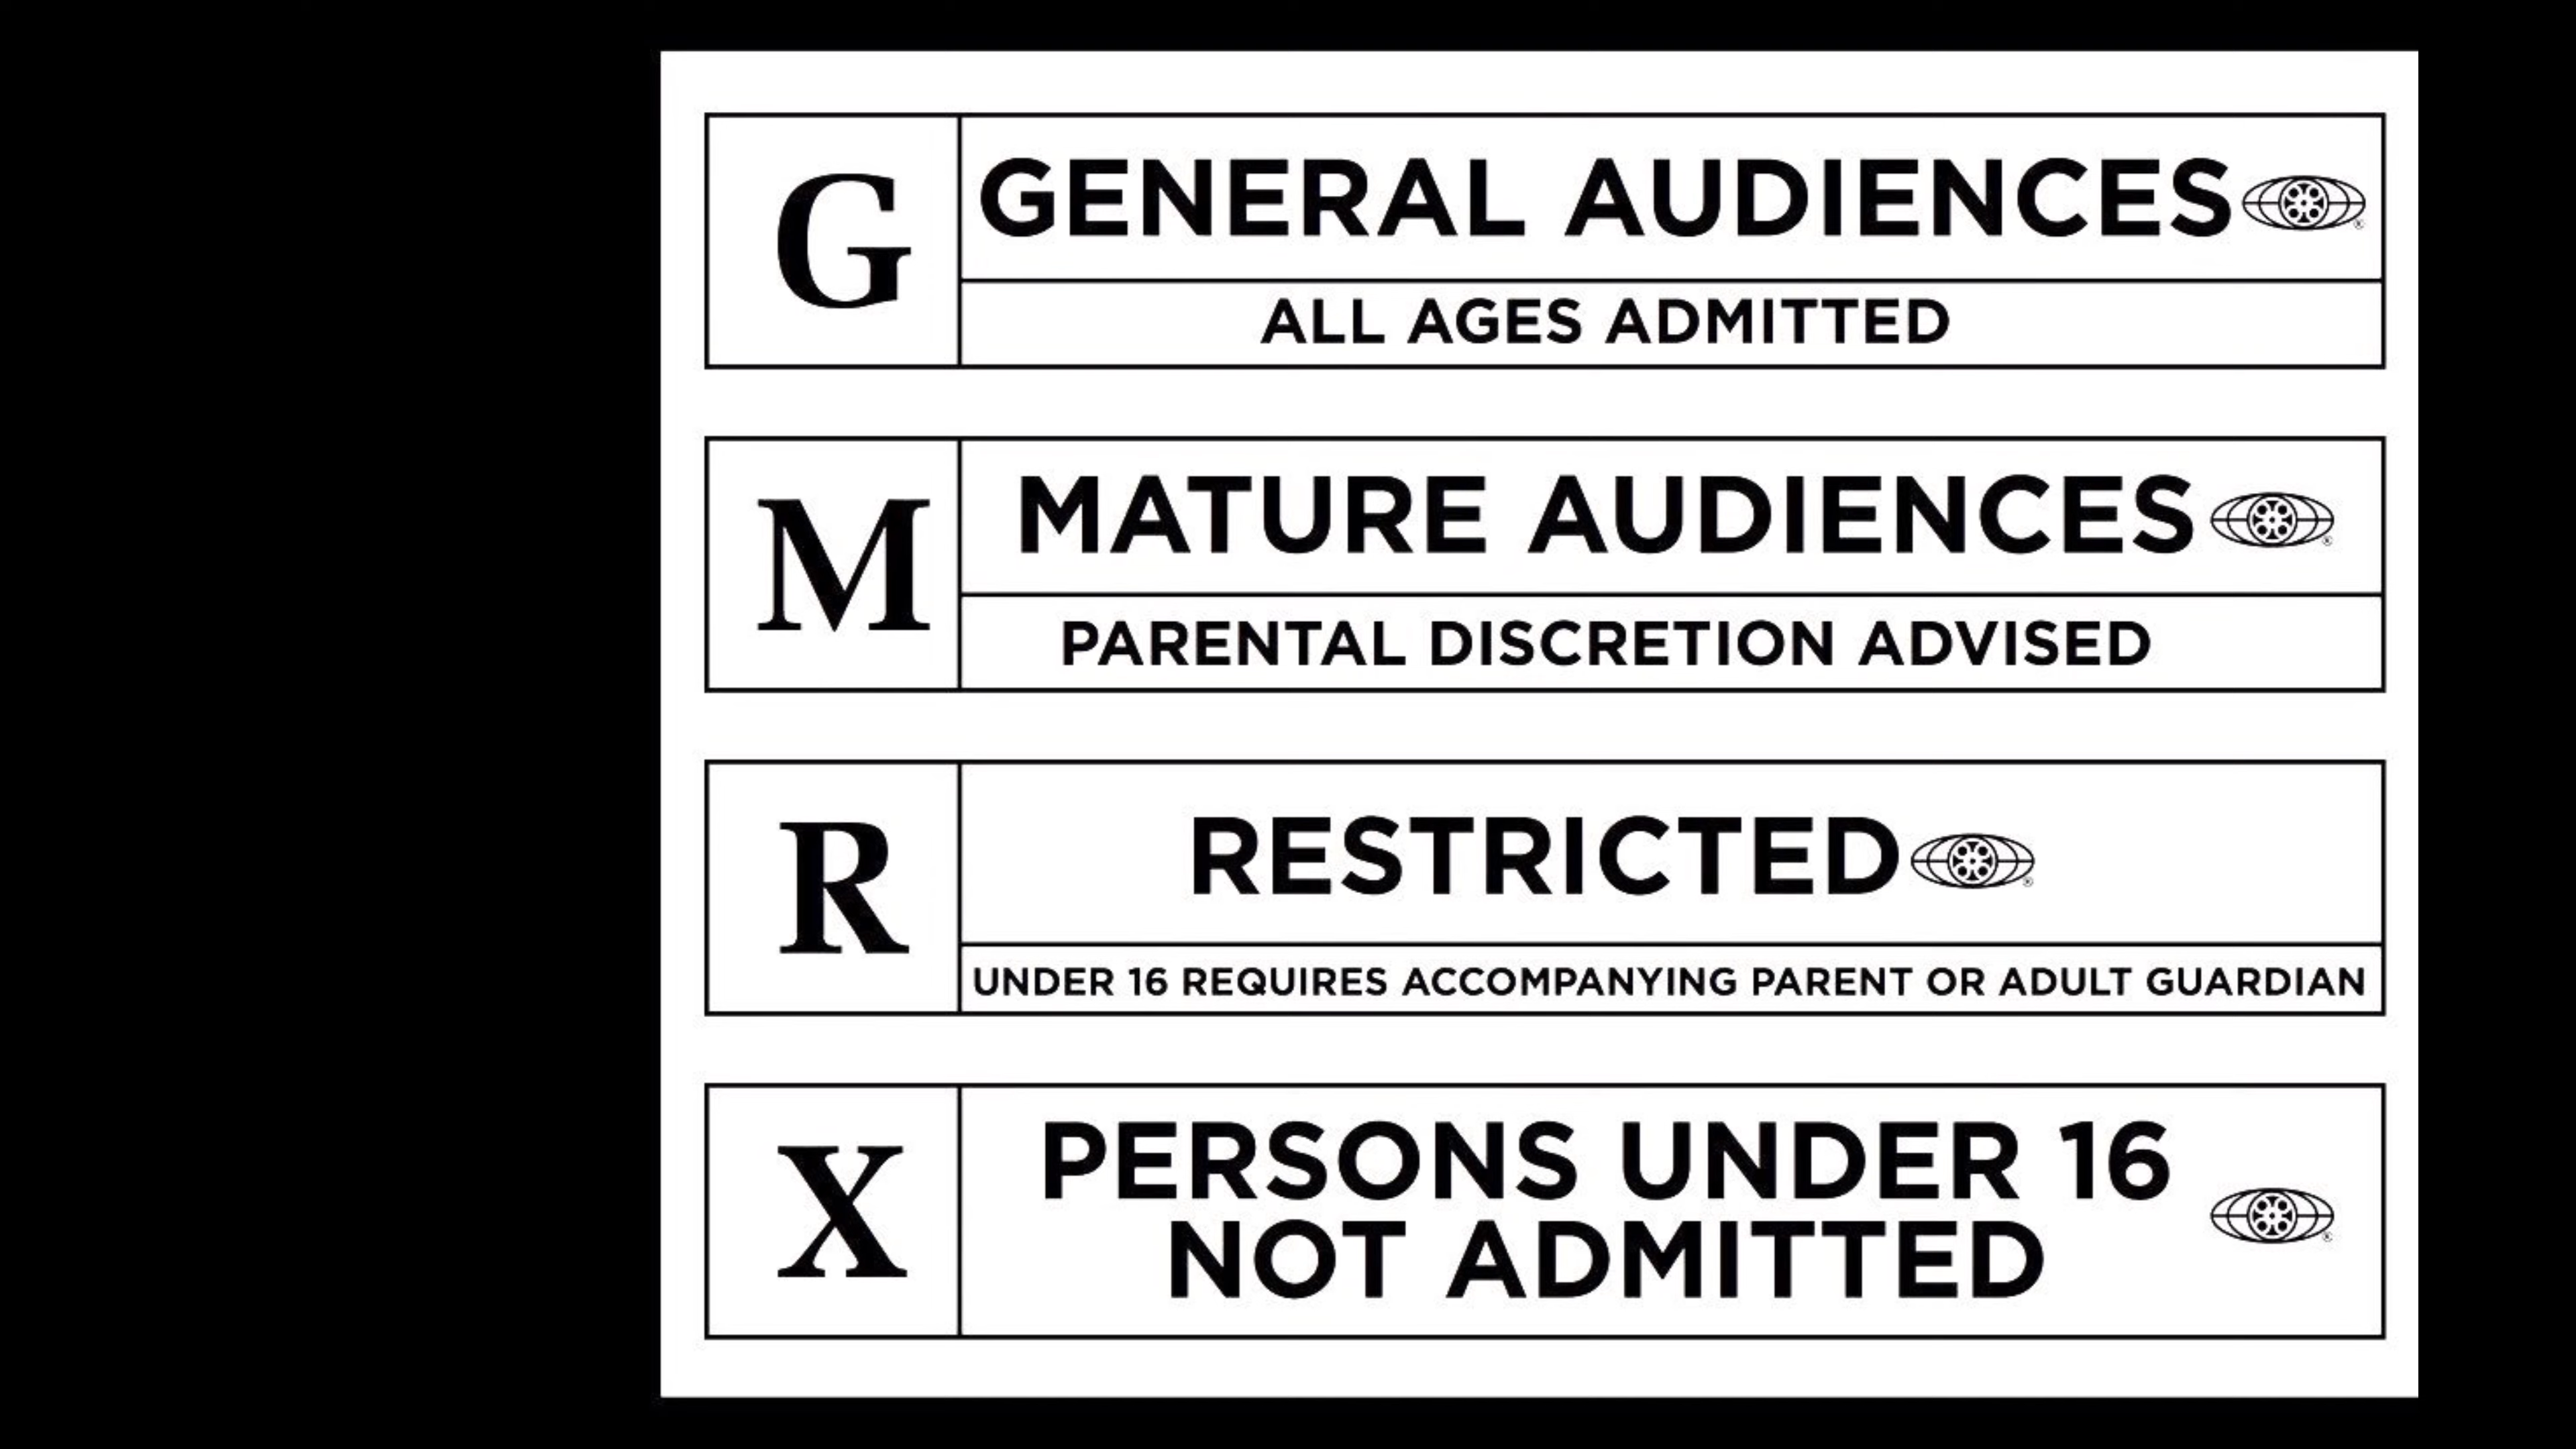 G
GENERAL AUDIENCES
ALL AGES ADMITTED
M
MATURE AUDIENCES
PARENTAL DISCRETION ADVISED
R
RESTRICTED
UNDER 16 REQUIRES ACCOMPANYING PARENT OR ADULT GUARDIAN
X
PERSONS UNDER 16
NOT ADMITTED